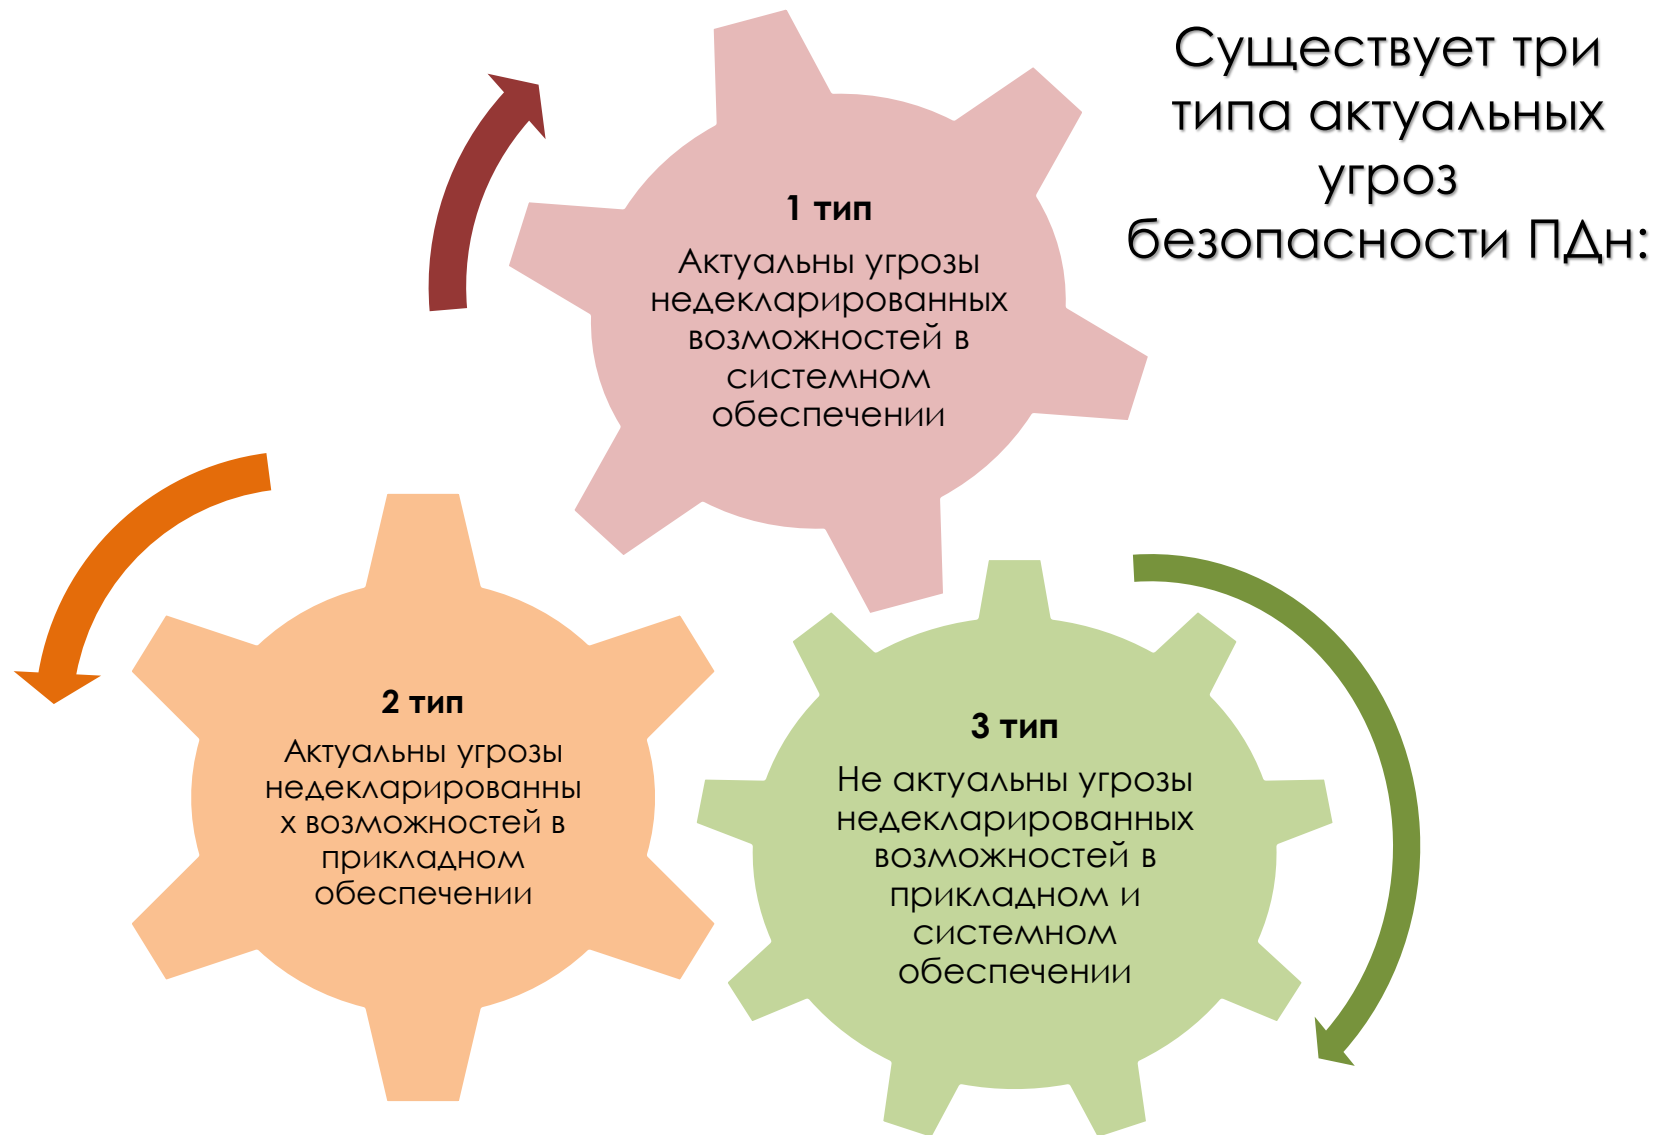 Существует три
типа актуальных
угроз
безопасности ПДн:
1 тип
Актуальны угрозы
недекларированных
возможностей в
системном
обеспечении
2 тип
Актуальны угрозы
недекларированны
х возможностей в
прикладном
обеспечении
3 тип
Не актуальны угрозы
недекларированных
возможностей в
прикладном и
системном
обеспечении